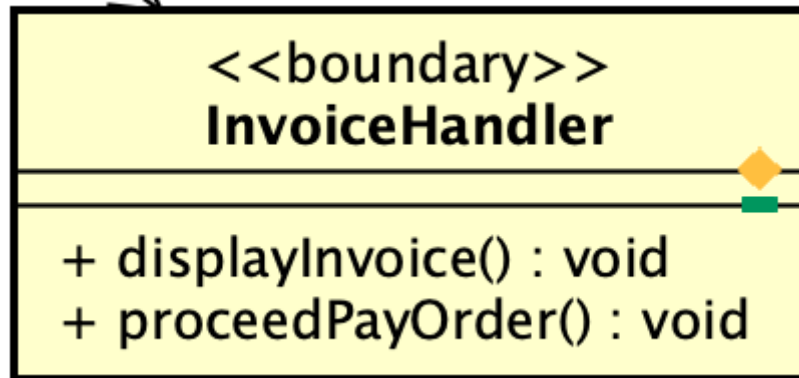 <<boundary>>
InvoiceHandler
+ displayInvoice() : void
+ proceedPayOrder() : void